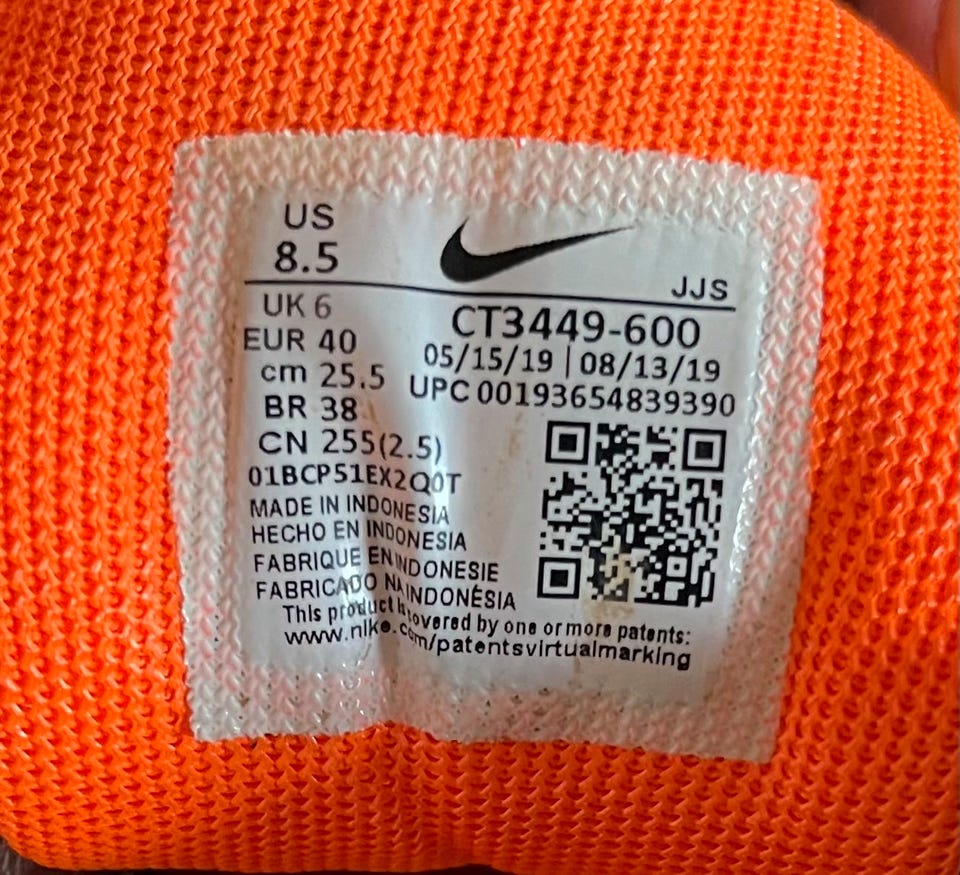 US
8.5
JJS
UK 6
EUR 40
cm 25.5
BR 38
CN 255(2.5)
01BCP51EX2Q0T
CT3449-600
05/15/19 | 08/13/19
UPC 00193654839390
MADE IN INDONESIA
HECHO EN INDONESIA
FABRIQUE EN INDONESIE
FABRICADO NA INDONÉSIA
This product is covered by one or more patents:
www.nike.com/patentsvirtualmarking